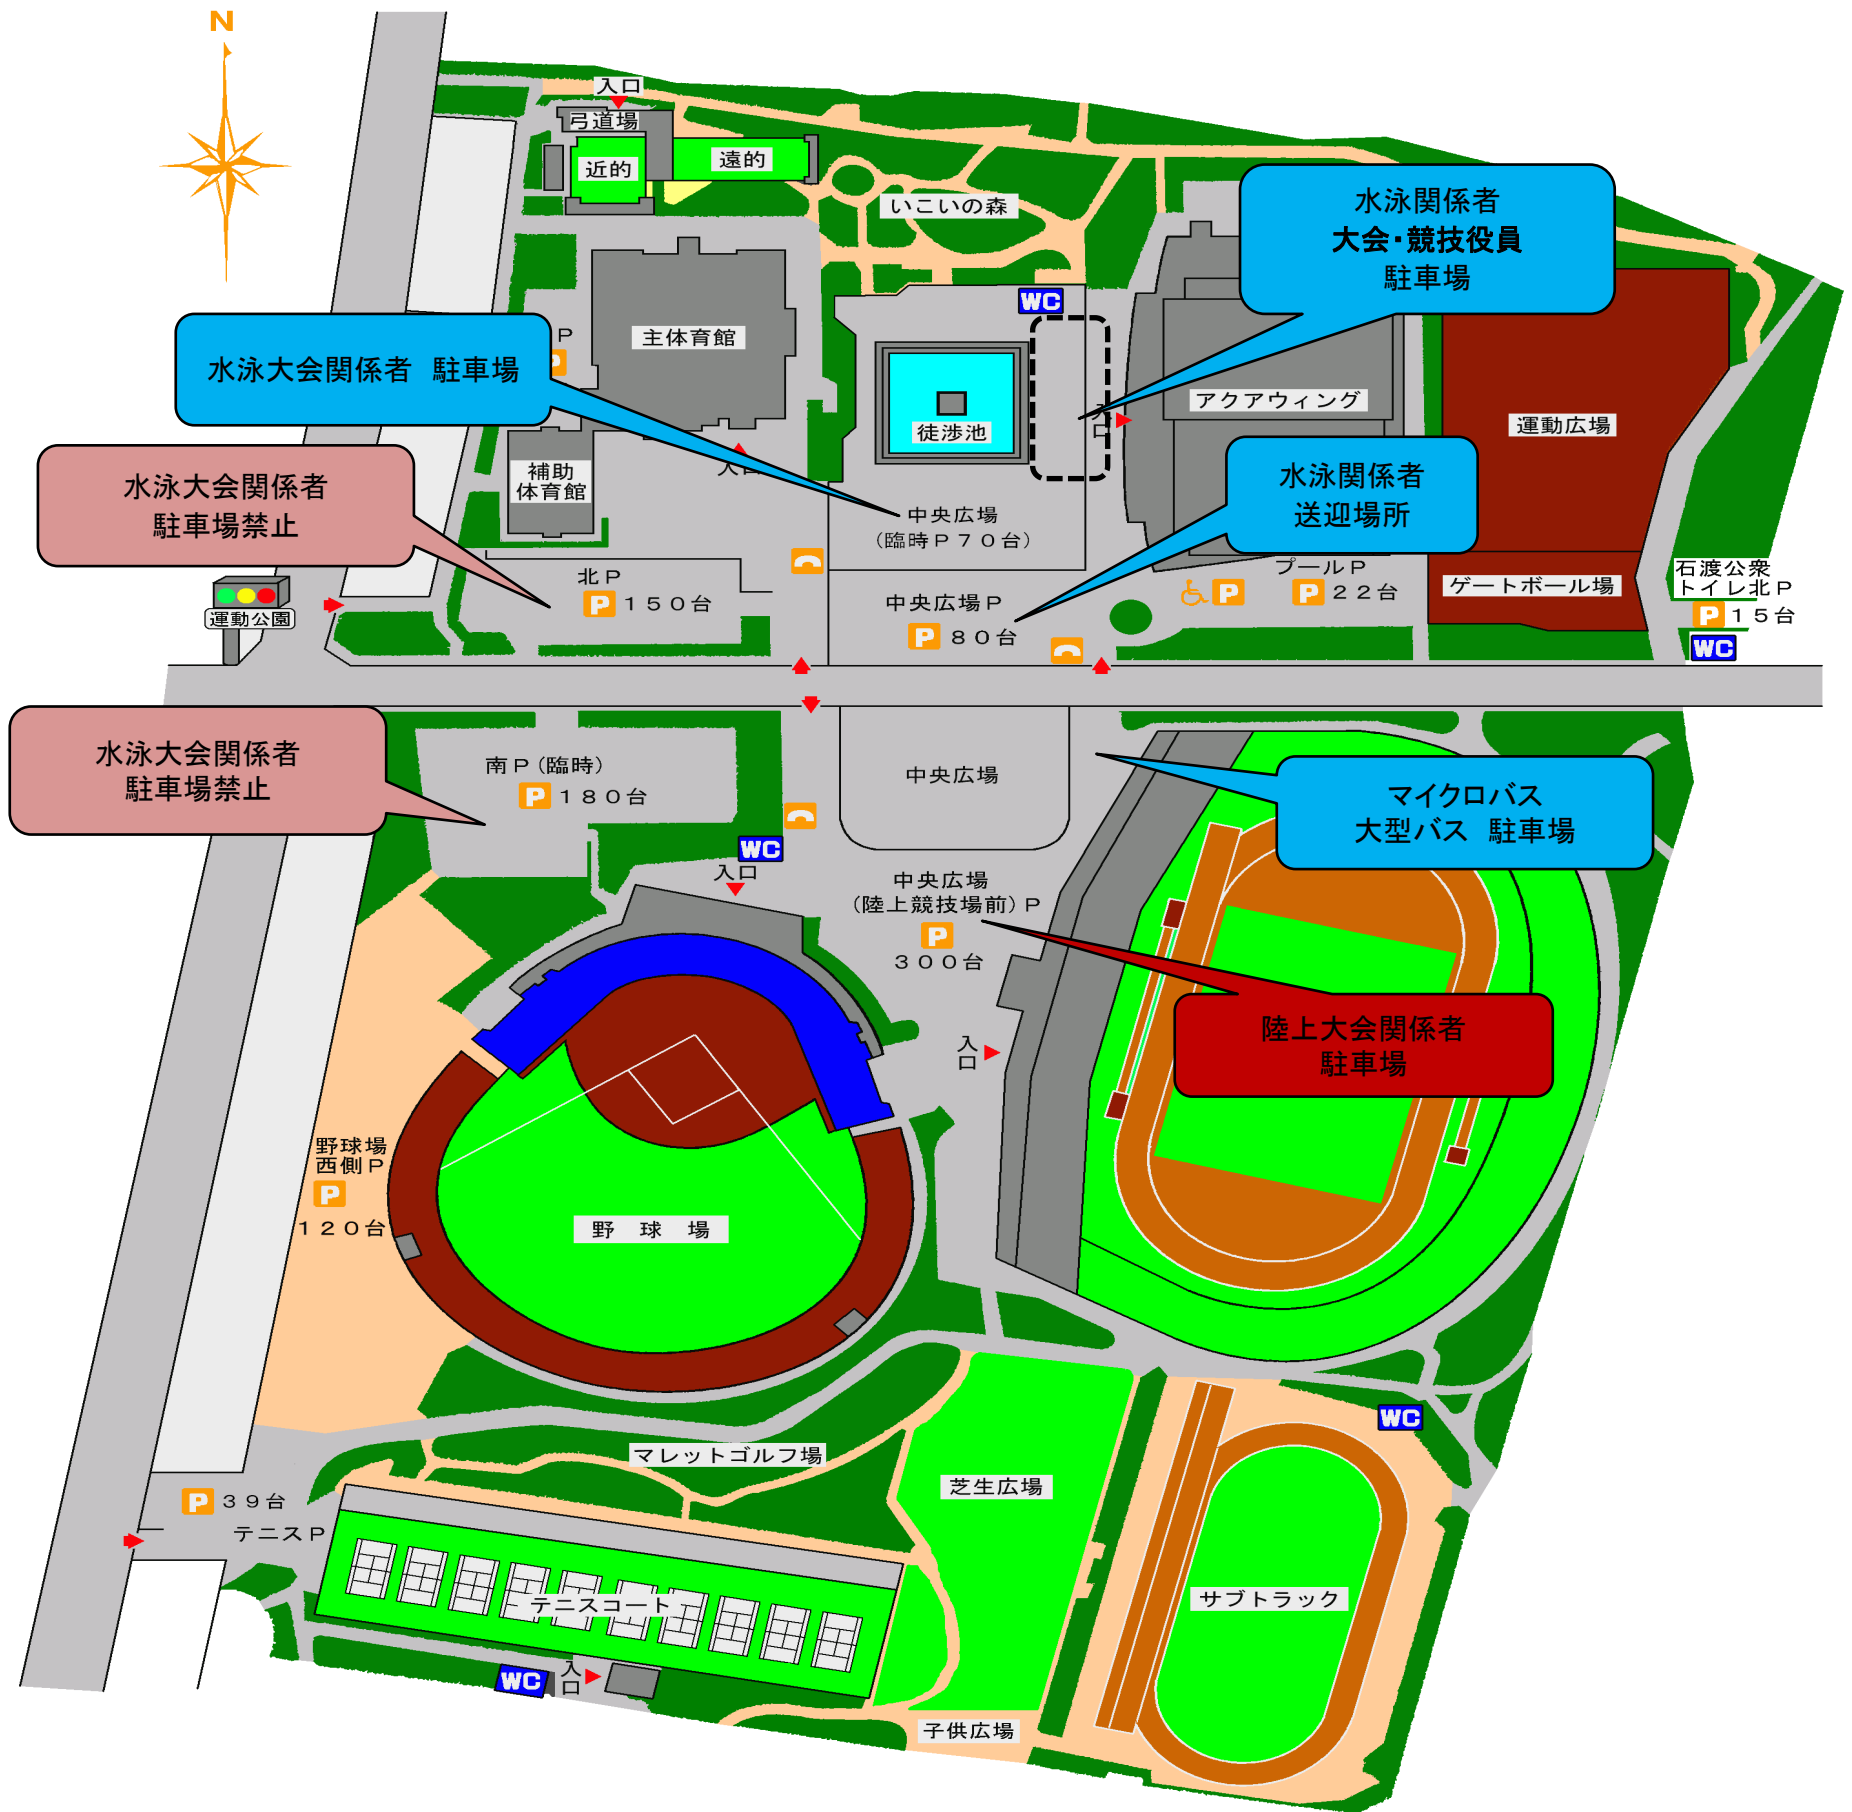 N
入口
弓道場
近的
遠的
いこいの森
水泳関係者
大会・競技役員
駐車場
WC
主体育館
P
P
水泳大会関係者 駐車場
アクアウィング
入口
徒渉池
運動広場
入口
補助
体育館
水泳大会関係者
駐車場禁止
水泳関係者
送迎場所
中央広場
(臨時P70台)
北P
P 150台
中央広場P
P 80台
P
プールP
P 22台
ゲートボール場
石渡公衆
トイレ北P
P 15台
WC
運動公園
水泳大会関係者
駐車場禁止
南P(臨時)
P 180台
中央広場
マイクロバス
大型バス 駐車場
WC
入口
中央広場
(陸上競技場前)P
P
300台
陸上大会関係者
駐車場
入口
野球場
西側P
P
120台
野球場
WC
マレットゴルフ場
芝生広場
P 39台
テニスP
テニスコート
サブトラック
WC
入口
子供広場